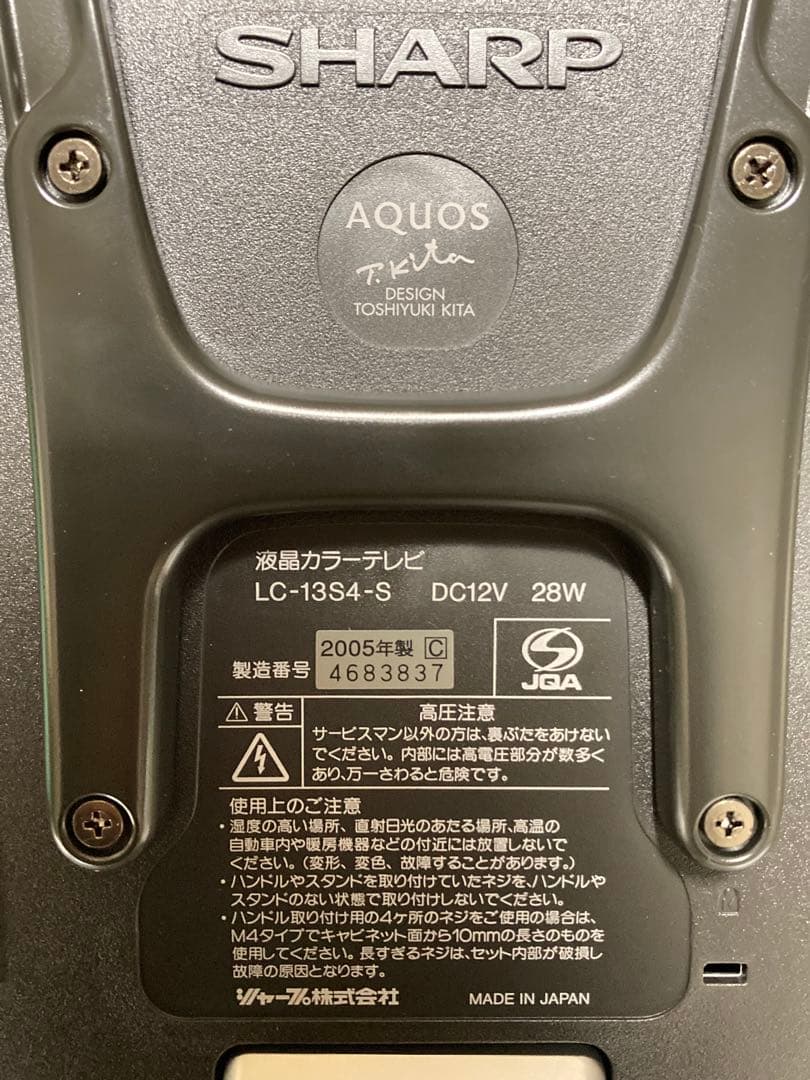 SHARP
AQUOS
T.Kita
DESIGN
TOSHIYUKI KITA
液晶カラーテレビ
LC-13S4-S DC12V 28W
2005年製 C
製造番号 4683837
JQA
警告 高圧注意
サービスマン以外の方は、裏ぶたをあけない
でください。内部には高電圧部分が数多く
あり、万一さわると危険です。
使用上のご注意
・湿度の高い場所、直射日光のあたる場所、高温の
自動車内や暖房機器などの付近には放置しないで
ください。（変形、変色、故障することがあります。）
・ハンドルやスタンドを取り付けていたネジを、ハンドルや
スタンドのない状態で取り付けしないでください。
・ハンドル取り付け用の4ヶ所のネジをご使用の場合は、
M4タイプでキャビネット面から10mmの長さのものを
使用してください。長すぎるネジは、セット内部が破損し
故障の原因となります。
シャープ株式会社 MADE IN JAPAN